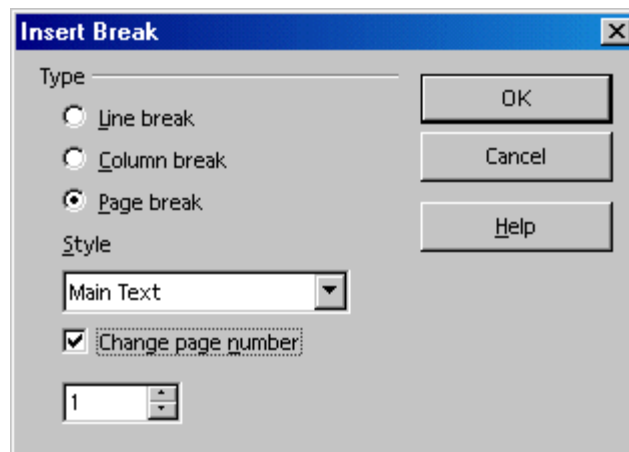 Insert Break
Type
Line break
Column break
Page break
Style
Main Text
Change page number
1
OK
Cancel
Help